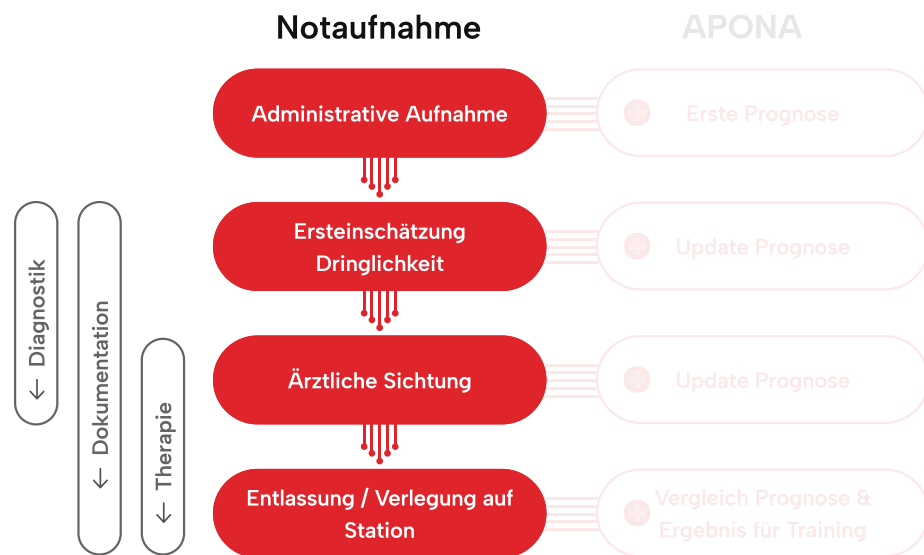 Notaufnahme
APONA
Administrative Aufnahme
Erste Prognose
Ersteinschätzung
Dringlichkeit
Update Prognose
Ärztliche Sichtung
Update Prognose
Entlassung / Verlegung auf
Station
Vergleich Prognose &
Ergebnis für Training
← Diagnostik
← Dokumentation
← Therapie